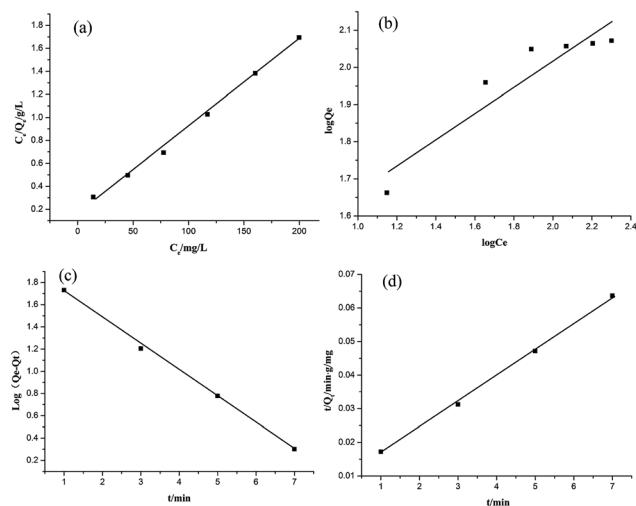 (a)
Ce/Qe/g/L
1.8
1.6
1.4
1.2
1.0
0.8
0.6
0.4
0.2
0 50 100 150 200
Ce/mg/L
(b)
logQe
2.1
2.0
1.9
1.8
1.7
1.6
1.0 1.2 1.4 1.6 1.8 2.0 2.2 2.4
logCe
(c)
Log（Qe-Qt）
1.8
1.6
1.4
1.2
1.0
0.8
0.6
0.4
0.2
1 2 3 4 5 6 7
t/min
(d)
t/Qt/min·g/mg
0.07
0.06
0.05
0.04
0.03
0.02
0.01
1 2 3 4 5 6 7
t/min